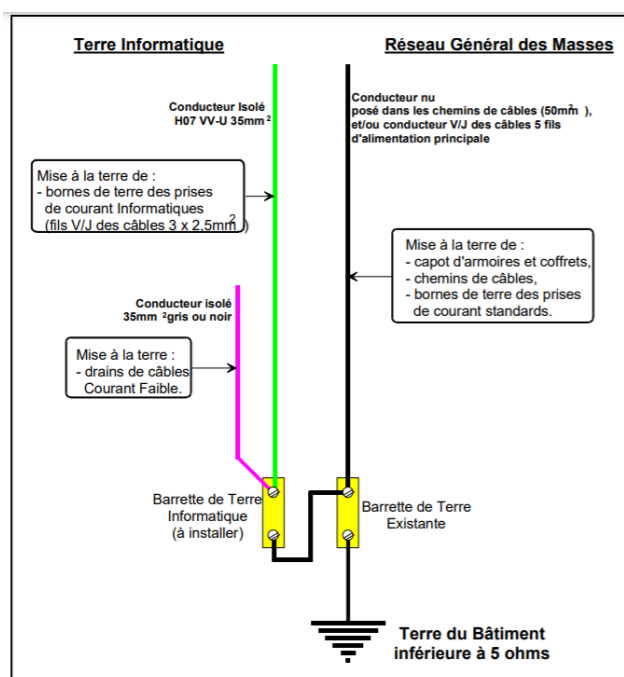 Terre Informatique
Réseau Général des Masses
Conducteur Isolé
H07 VV-U 35mm²
Conducteur nu
posé dans les chemins de câbles (50mm² ),
et/ou conducteur V/J des câbles 5 fils
d'alimentation principale
Mise à la terre de :
- bornes de terre des prises
de courant Informatiques
(fils V/J des câbles 3 x 2.5mm² )
Mise à la terre de :
- capot d'armoires et coffrets,
- chemins de câbles,
- bornes de terre des prises
de courant standards.
Conducteur isolé
35mm ²gris ou noir
Mise à la terre :
- drains de câbles
Courant Faible.
Barrette de Terre
Informatique
(à installer)
Barrette de Terre
Existante
Terre du Bâtiment
inférieure à 5 ohms